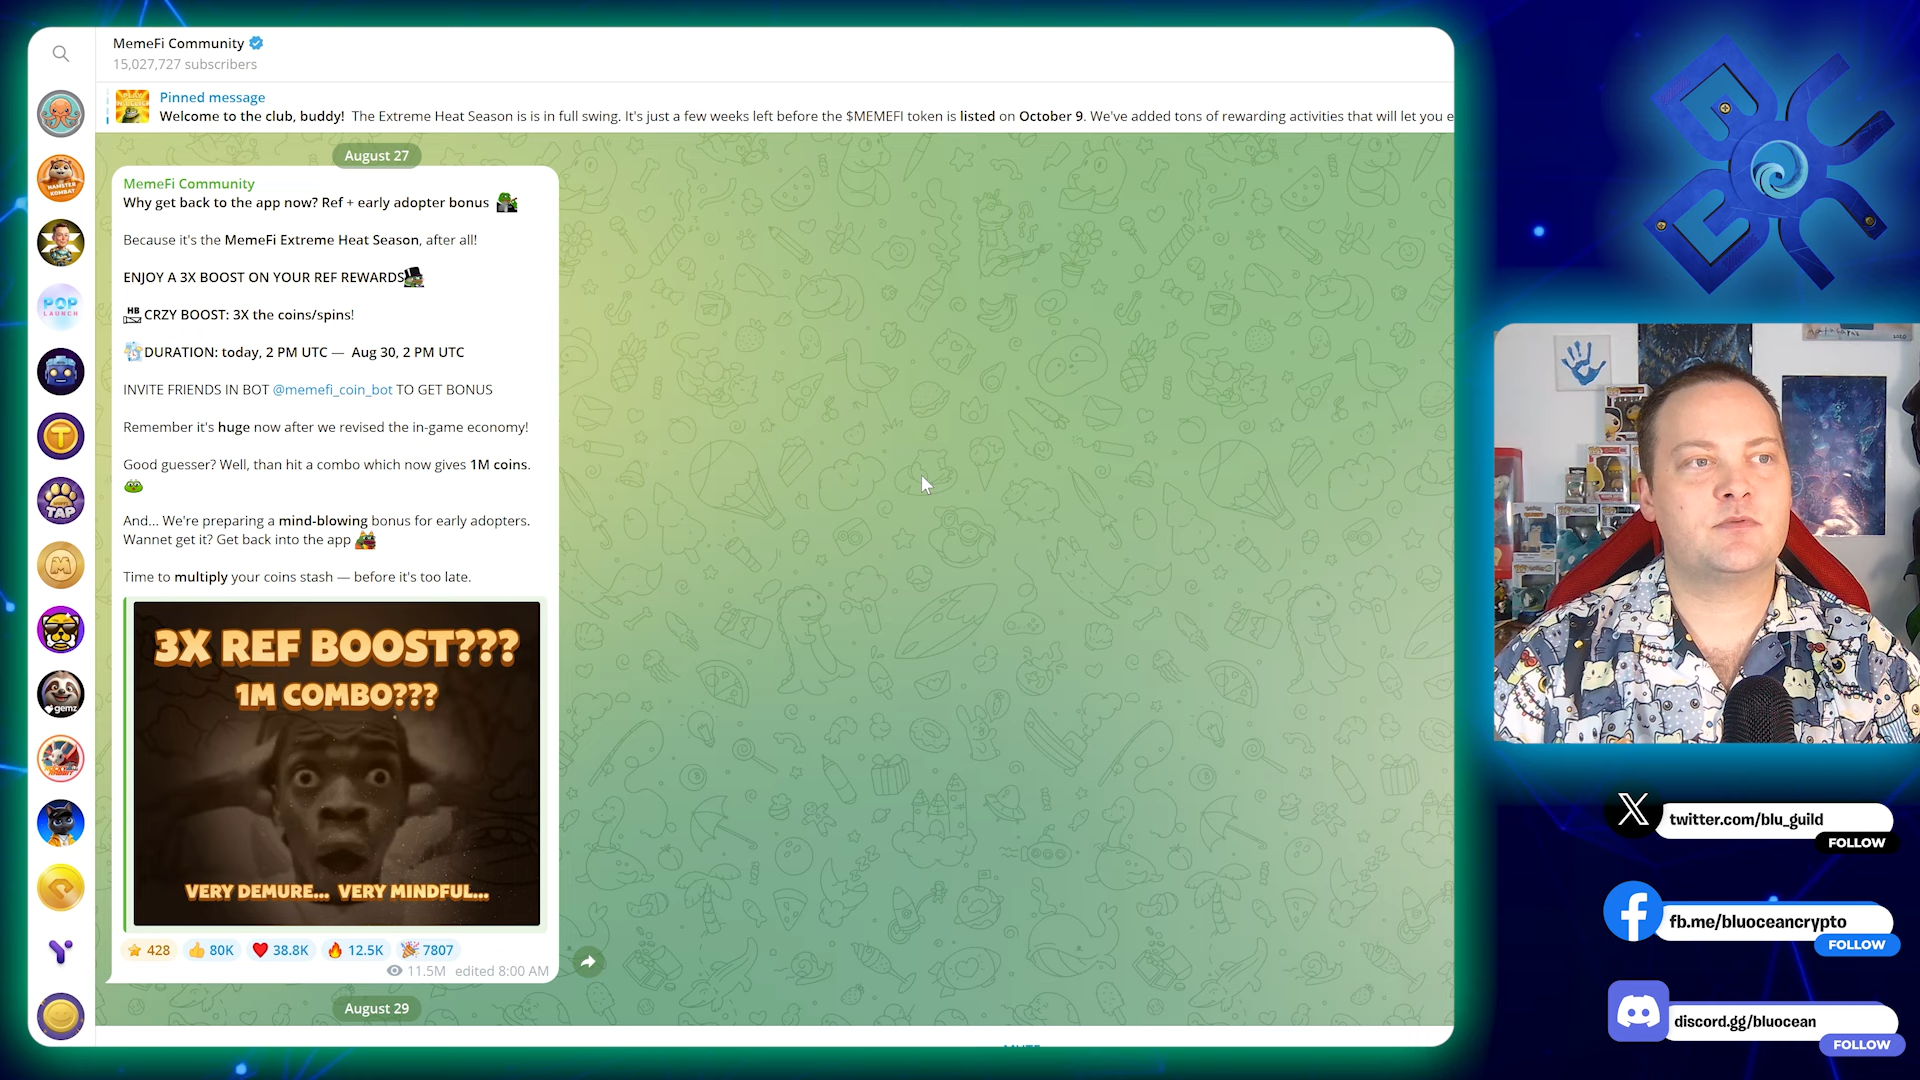 MemeFi Community
15,027,727 subscribers
Pinned message
Welcome to the club, buddy! The Extreme Heat Season is is in full swing. It's just a few weeks left before the $MEMEFI token is listed on October 9. We've added tons of rewarding activities that will let you e
August 27
MemeFi Community
Why get back to the app now? Ref + early adopter bonus
Because it's the MemeFi Extreme Heat Season, after all!
ENJOY A 3X BOOST ON YOUR REF REWARDS
HB CRZY BOOST: 3X the coins/spins!
DURATION: today, 2 PM UTC — Aug 30, 2 PM UTC
INVITE FRIENDS IN BOT @memefi_coin_bot TO GET BONUS
Remember it's huge now after we revised the in-game economy!
Good guesser? Well, than hit a combo which now gives 1M coins.
And... We're preparing a mind-blowing bonus for early adopters.
Wannet get it? Get back into the app
Time to multiply your coins stash — before it's too late.
3X REF BOOST???
1M COMBO???
VERY DEMURE... VERY MINDFUL...
428 80K 38.8K 12.5K 7807
11.5M edited 8:00 AM
August 29
HAMSTER
KOMBAT
POP
LAUNCH
T
TAP
M
gemz
twitter.com/blu_guild
FOLLOW
fb.me/bluoceancrypto
FOLLOW
discord.gg/bluocean
FOLLOW